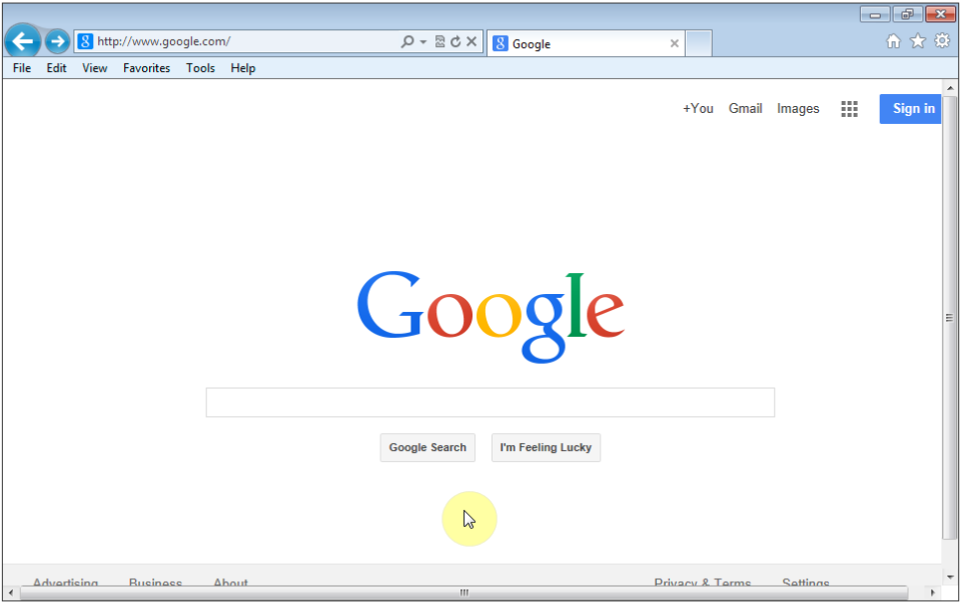 http://www.google.com/
Google
File Edit View Favorites Tools Help
+You Gmail Images Sign in
Google
Google Search I'm Feeling Lucky
Advertising Business About Privacy & Terms Settings